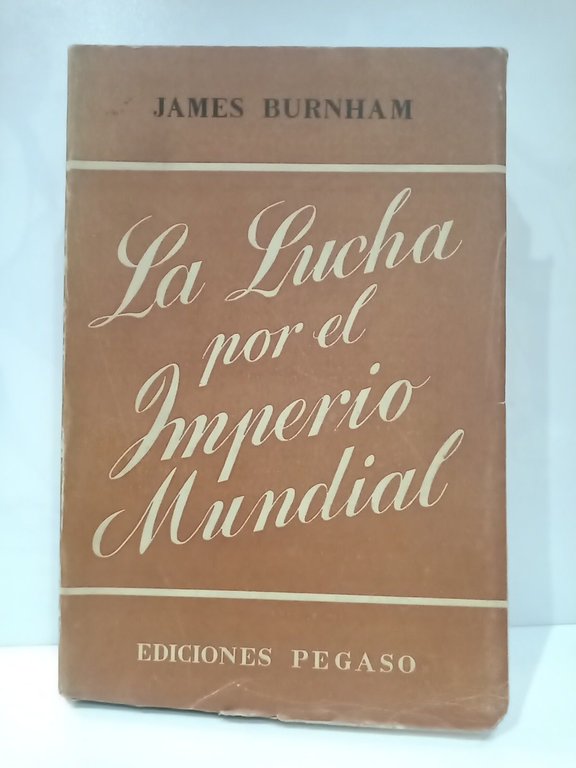 JAMES BURNHAM
La Lucha
por el
Imperio
Mundial
EDICIONES PEGASO